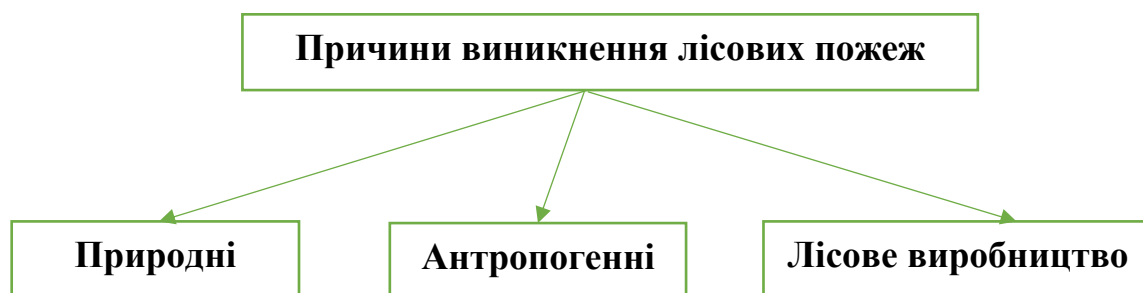 Причини виникнення лісових пожеж
Природні
Антропогенні
Лісове виробництво